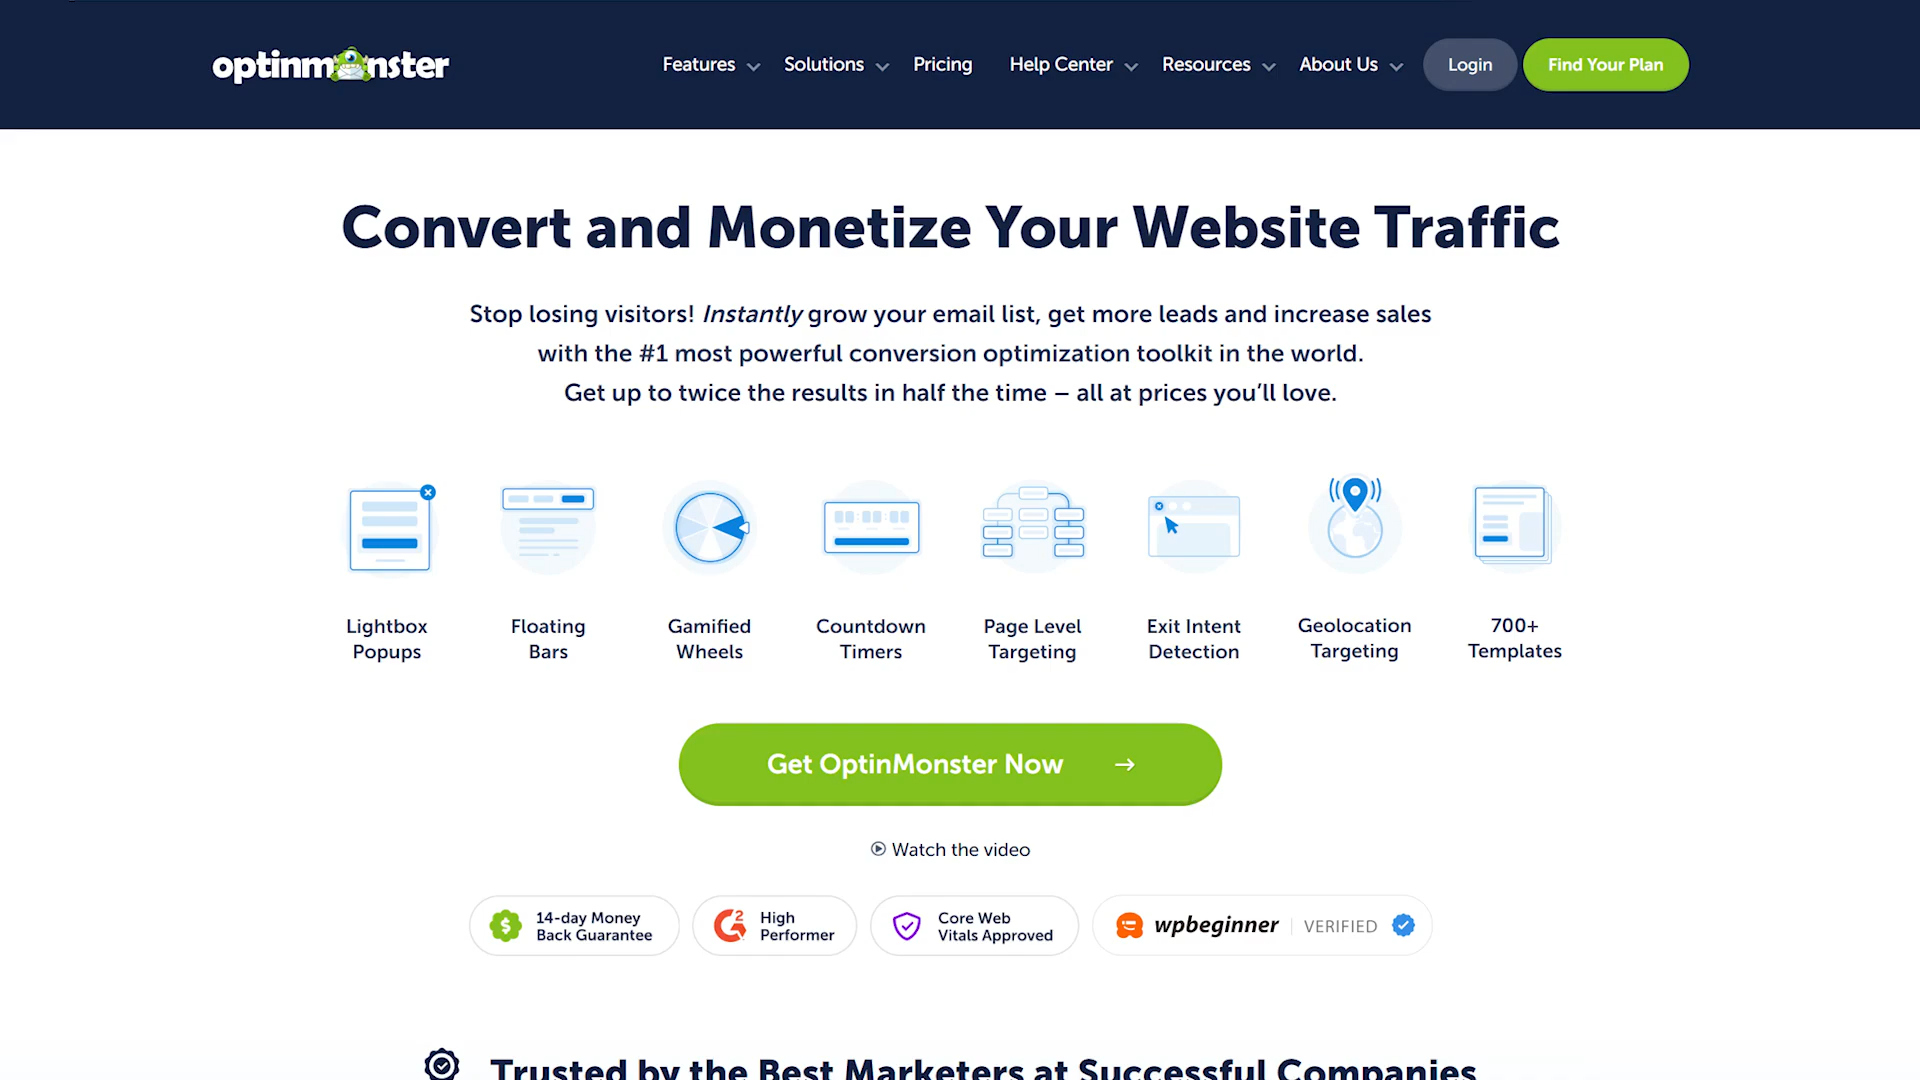 optinmonster
Features
Solutions
Pricing
Help Center
Resources
About Us
Login
Find Your Plan
Convert and Monetize Your Website Traffic
Stop losing visitors! Instantly grow your email list, get more leads and increase sales
with the #1 most powerful conversion optimization toolkit in the world.
Get up to twice the results in half the time – all at prices you’ll love.
Lightbox
Popups
Floating
Bars
Gamified
Wheels
Countdown
Timers
Page Level
Targeting
Exit Intent
Detection
Geolocation
Targeting
700+
Templates
Get OptinMonster Now →
Watch the video
14-day Money
Back Guarantee
High
Performer
Core Web
Vitals Approved
wpbeginner VERIFIED
Trusted by the Best Marketers at Successful Companies